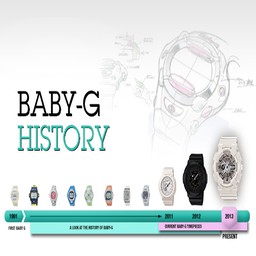 BABY-G
HISTORY
1991
2011
2012
2013
FIRST BABY-G
A LOOK AT THE HISTORY OF BABY-G
CURRENT BABY-G TIMEPIECES
PRESENT